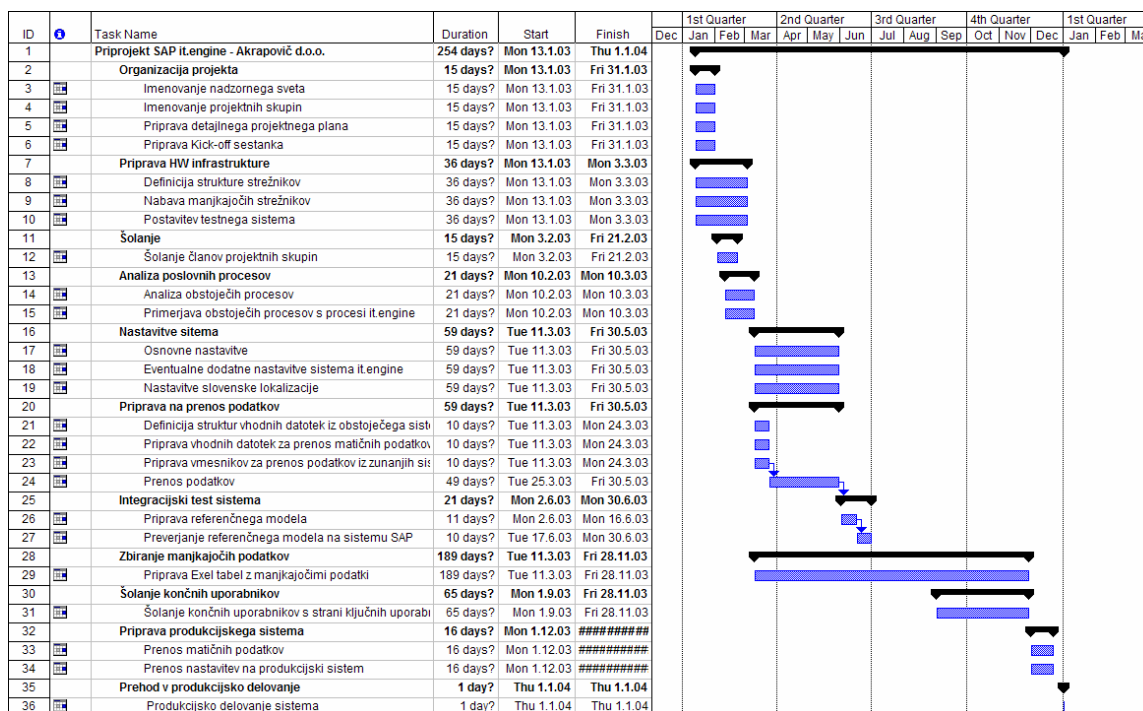 1st Quarter 2nd Quarter 3rd Quarter 4th Quarter 1st Quarter
ID Task Name Duration Start Finish Dec Jan Feb Mar Apr May Jun Jul Aug Sep Oct Nov Dec Jan Feb Ma
1 Priprojekt SAP it.engine - Akrapovič d.o.o. 254 days? Mon 13.1.03 Thu 1.1.04
2 Organizacija projekta 15 days? Mon 13.1.03 Fri 31.1.03
3 Imenovanje nadzornega sveta 15 days? Mon 13.1.03 Fri 31.1.03
4 Imenovanje projektnih skupin 15 days? Mon 13.1.03 Fri 31.1.03
5 Priprava detajlnega projektnega plana 15 days? Mon 13.1.03 Fri 31.1.03
6 Priprava Kick-off sestanka 15 days? Mon 13.1.03 Fri 31.1.03
7 Priprava HW infrastrukture 36 days? Mon 13.1.03 Mon 3.3.03
8 Definicija strukture strežnikov 36 days? Mon 13.1.03 Mon 3.3.03
9 Nabava manjkajočih strežnikov 36 days? Mon 13.1.03 Mon 3.3.03
10 Postavitev testnega sistema 36 days? Mon 13.1.03 Mon 3.3.03
11 Šolanje 15 days? Mon 3.2.03 Fri 21.2.03
12 Šolanje članov projektnih skupin 15 days? Mon 3.2.03 Fri 21.2.03
13 Analiza poslovnih procesov 21 days? Mon 10.2.03 Mon 10.3.03
14 Analiza obstoječih procesov 21 days? Mon 10.2.03 Mon 10.3.03
15 Primerjava obstoječih procesov s procesi it.engine 21 days? Mon 10.2.03 Mon 10.3.03
16 Nastavitve sitema 59 days? Tue 11.3.03 Fri 30.5.03
17 Osnovne nastavitve 59 days? Tue 11.3.03 Fri 30.5.03
18 Eventualne dodatne nastavitve sistema it.engine 59 days? Tue 11.3.03 Fri 30.5.03
19 Nastavitve slovenske lokalizacije 59 days? Tue 11.3.03 Fri 30.5.03
20 Priprava na prenos podatkov 59 days? Tue 11.3.03 Fri 30.5.03
21 Definicija struktur vhodnih datotek iz obstoječega sist 10 days? Tue 11.3.03 Mon 24.3.03
22 Priprava vhodnih datotek za prenos matičnih podatkov 10 days? Tue 11.3.03 Mon 24.3.03
23 Priprava vmesnikov za prenos podatkov iz zunanjih sis 10 days? Tue 11.3.03 Mon 24.3.03
24 Prenos podatkov 49 days? Tue 25.3.03 Fri 30.5.03
25 Integracijski test sistema 21 days? Mon 2.6.03 Mon 30.6.03
26 Priprava referenčnega modela 11 days? Mon 2.6.03 Mon 16.6.03
27 Preverjanje referenčnega modela na sistemu SAP 10 days? Tue 17.6.03 Mon 30.6.03
28 Zbiranje manjkajočih podatkov 189 days? Tue 11.3.03 Fri 28.11.03
29 Priprava Exel tabel z manjkajočimi podatki 189 days? Tue 11.3.03 Fri 28.11.03
30 Šolanje končnih uporabnikov 65 days? Mon 1.9.03 Fri 28.11.03
31 Šolanje končnih uporabnikov s strani ključnih uporabi 65 days? Mon 1.9.03 Fri 28.11.03
32 Priprava produkcijskega sistema 16 days? Mon 1.12.03 ##########
33 Prenos matičnih podatkov 16 days? Mon 1.12.03 ##########
34 Prenos nastavitev na produkcijski sistem 16 days? Mon 1.12.03 ##########
35 Prehod v produkcijsko delovanje 1 day? Thu 1.1.04 Thu 1.1.04
36 Produkcijsko delovanje sistema 1 day? Thu 1.1.04 Thu 1.1.04